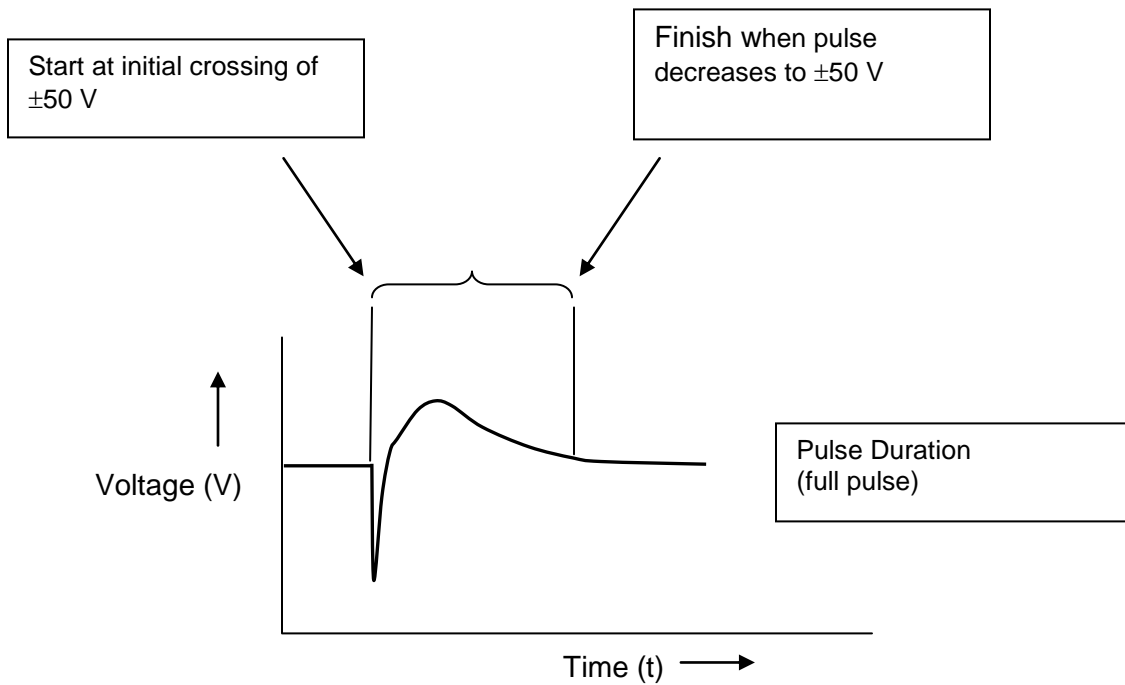 Start at initial crossing of
±50 V
Finish when pulse
decreases to ±50 V
Voltage (V)
Pulse Duration
(full pulse)
Time (t)